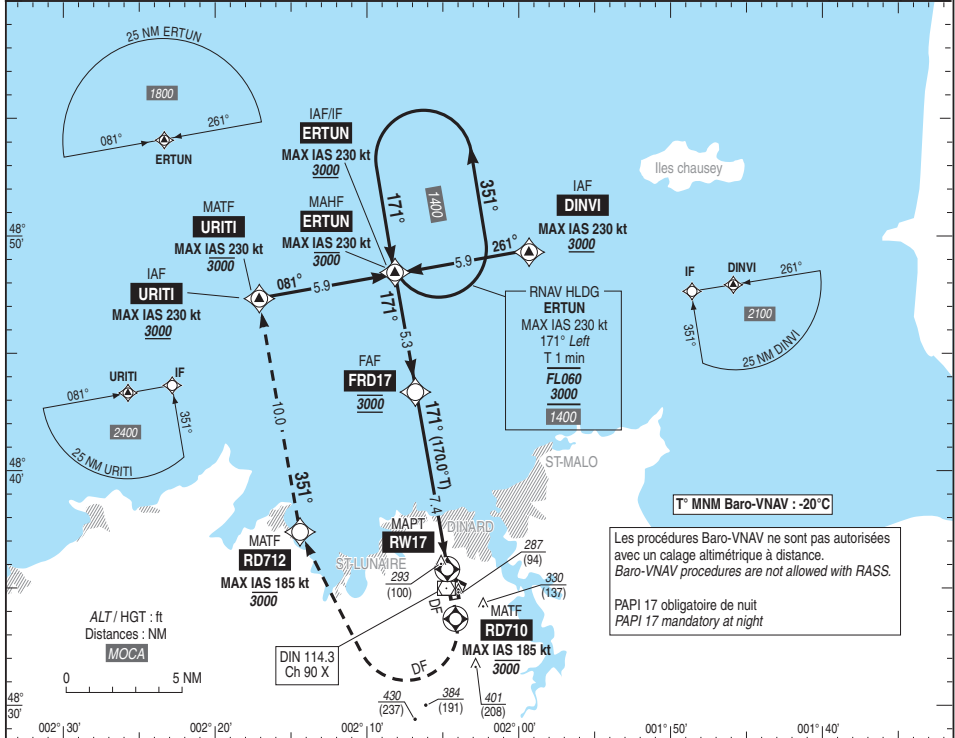 25 NM ERTUN
1800
081°
261°
ERTUN
IAF/IF
ERTUN
MAX IAS 230 kt
3000
MAHF
ERTUN
MAX IAS 230 kt
3000
171°
351°
1400
Iles chausey
IAF
DINVI
MAX IAS 230 kt
3000
MATF
URITI
MAX IAS 230 kt
3000
IAF
URITI
MAX IAS 230 kt
3000
081°
5.9
261°
5.9
48°
50'
IF
DINVI
261°
2100
351°
25 NM DINVI
RNAV HLDG
ERTUN
MAX IAS 230 kt
171° Left
T 1 min
FL060
3000
1400
171°
5.3
FAF
FRD17
3000
171° (170.0°T)
7.4
URITI
IF
081°
2400
351°
25 NM URITI
10.0
351°
48°
40'
ST-MALO
DINARD
ST-LUNAIRE
MAPT
RW17
MATF
RD712
MAX IAS 185 kt
3000
293
(100)
287
(94)
330
(137)
DF
MATF
RD710
MAX IAS 185 kt
3000
DF
DIN 114.3
Ch 90 X
430
(237)
384
(191)
401
(208)
T° MNM Baro-VNAV : -20°C
Les procédures Baro-VNAV ne sont pas autorisées
avec un calage altimétrique à distance.
Baro-VNAV procedures are not allowed with RASS.
PAPI 17 obligatoire de nuit
PAPI 17 mandatory at night
ALT / HGT : ft
Distances : NM
MOCA
0 5 NM
48°
30'
002° 30'
002° 20'
002° 10'
002° 00'
001° 50'
001° 40'